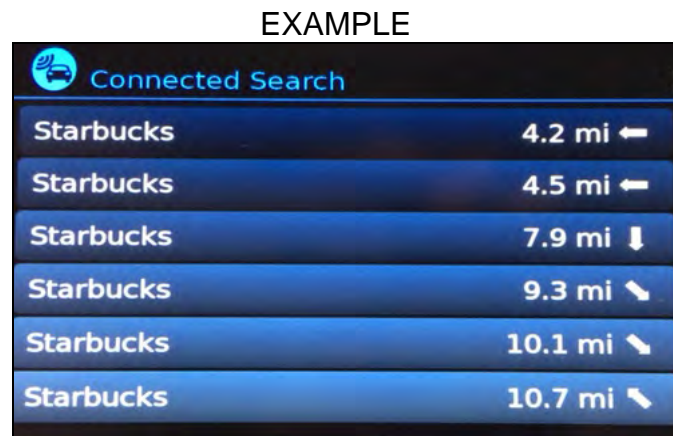 EXAMPLE
Connected Search
Starbucks 4.2 mi
Starbucks 4.5 mi
Starbucks 7.9 mi
Starbucks 9.3 mi
Starbucks 10.1 mi
Starbucks 10.7 mi